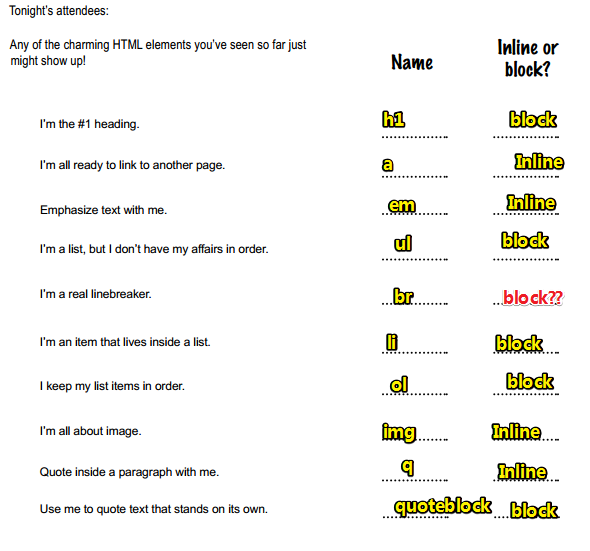 Tonight's attendees:
Any of the charming HTML elements you've seen so far just
might show up!
Name
Inline or
block?
I'm the #1 heading. h1 block
I'm all ready to link to another page. a Inline
Emphasize text with me. em Inline
I'm a list, but I don't have my affairs in order. ul block
I'm a real linebreaker. br block??
I'm an item that lives inside a list. li block
I keep my list items in order. ol block
I'm all about image. img Inline
Quote inside a paragraph with me. q Inline
Use me to quote text that stands on its own. quoteblock block